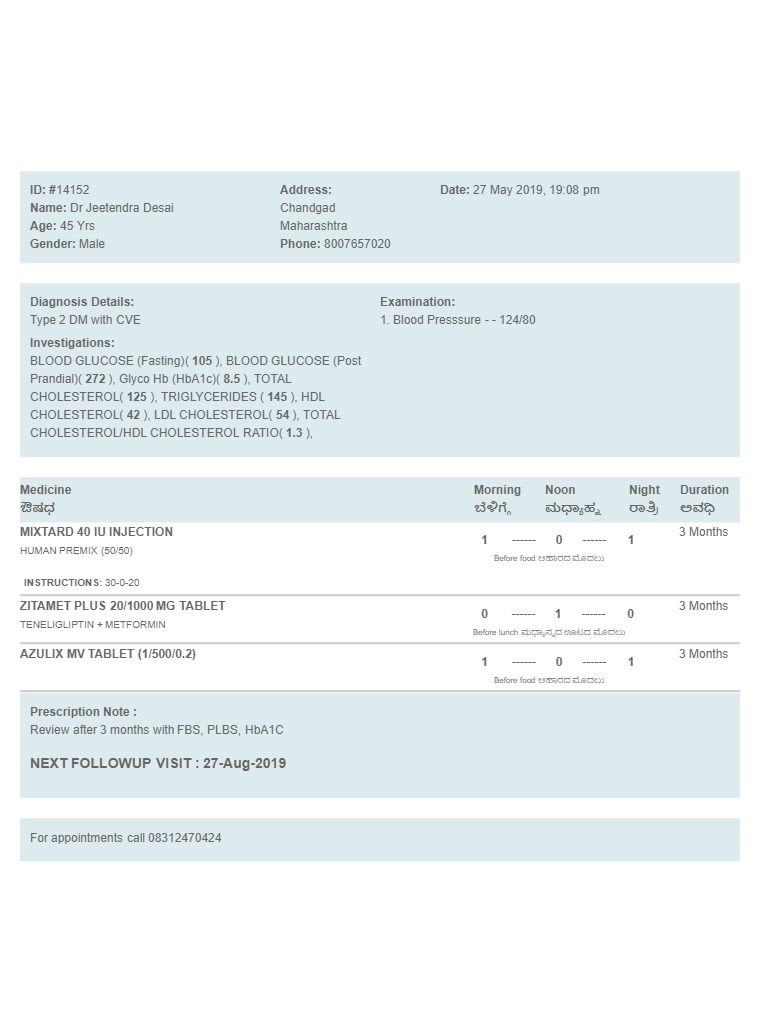 ID: #14152
Name: Dr Jeetendra Desai
Age: 45 Yrs
Gender: Male
Address:
Chandgad
Maharashtra
Phone: 8007657020
Date: 27 May 2019, 19:08 pm
Diagnosis Details:
Type 2 DM with CVE
Investigations:
BLOOD GLUCOSE (Fasting)( 105 ), BLOOD GLUCOSE (Post
Prandial)( 272 ), Glyco Hb (HbA1c)( 8.5 ), TOTAL
CHOLESTEROL( 125 ), TRIGLYCERIDES ( 145 ), HDL
CHOLESTEROL( 42 ), LDL CHOLESTEROL( 54 ), TOTAL
CHOLESTEROL/HDL CHOLESTEROL RATIO( 1.3 ),
Examination:
1. Blood Presssure - - 124/80
Medicine Morning Noon Night Duration
ಔಷಧ ಬೆಳಿಗ್ಗೆ ಮಧ್ಯಾಹ್ನ ರಾತ್ರಿ ಅವಧಿ
MIXTARD 40 IU INJECTION 1 ------ 0 ------ 1 3 Months
HUMAN PREMIX (50/50) Before food ಆಹಾರದ ಮೊದಲು
INSTRUCTIONS: 30-0-20
ZITAMET PLUS 20/1000 MG TABLET 0 ------ 1 ------ 0 3 Months
TENELIGLIPTIN + METFORMIN Before lunch ಮಧ್ಯಾನ್ನದ ಊಟದ ಮೊದಲು
AZULIX MV TABLET (1/500/0.2) 1 ------ 0 ------ 1 3 Months
Before food ಆಹಾರದ ಮೊದಲು
Prescription Note :
Review after 3 months with FBS, PLBS, HbA1C
NEXT FOLLOWUP VISIT : 27-Aug-2019
For appointments call 08312470424